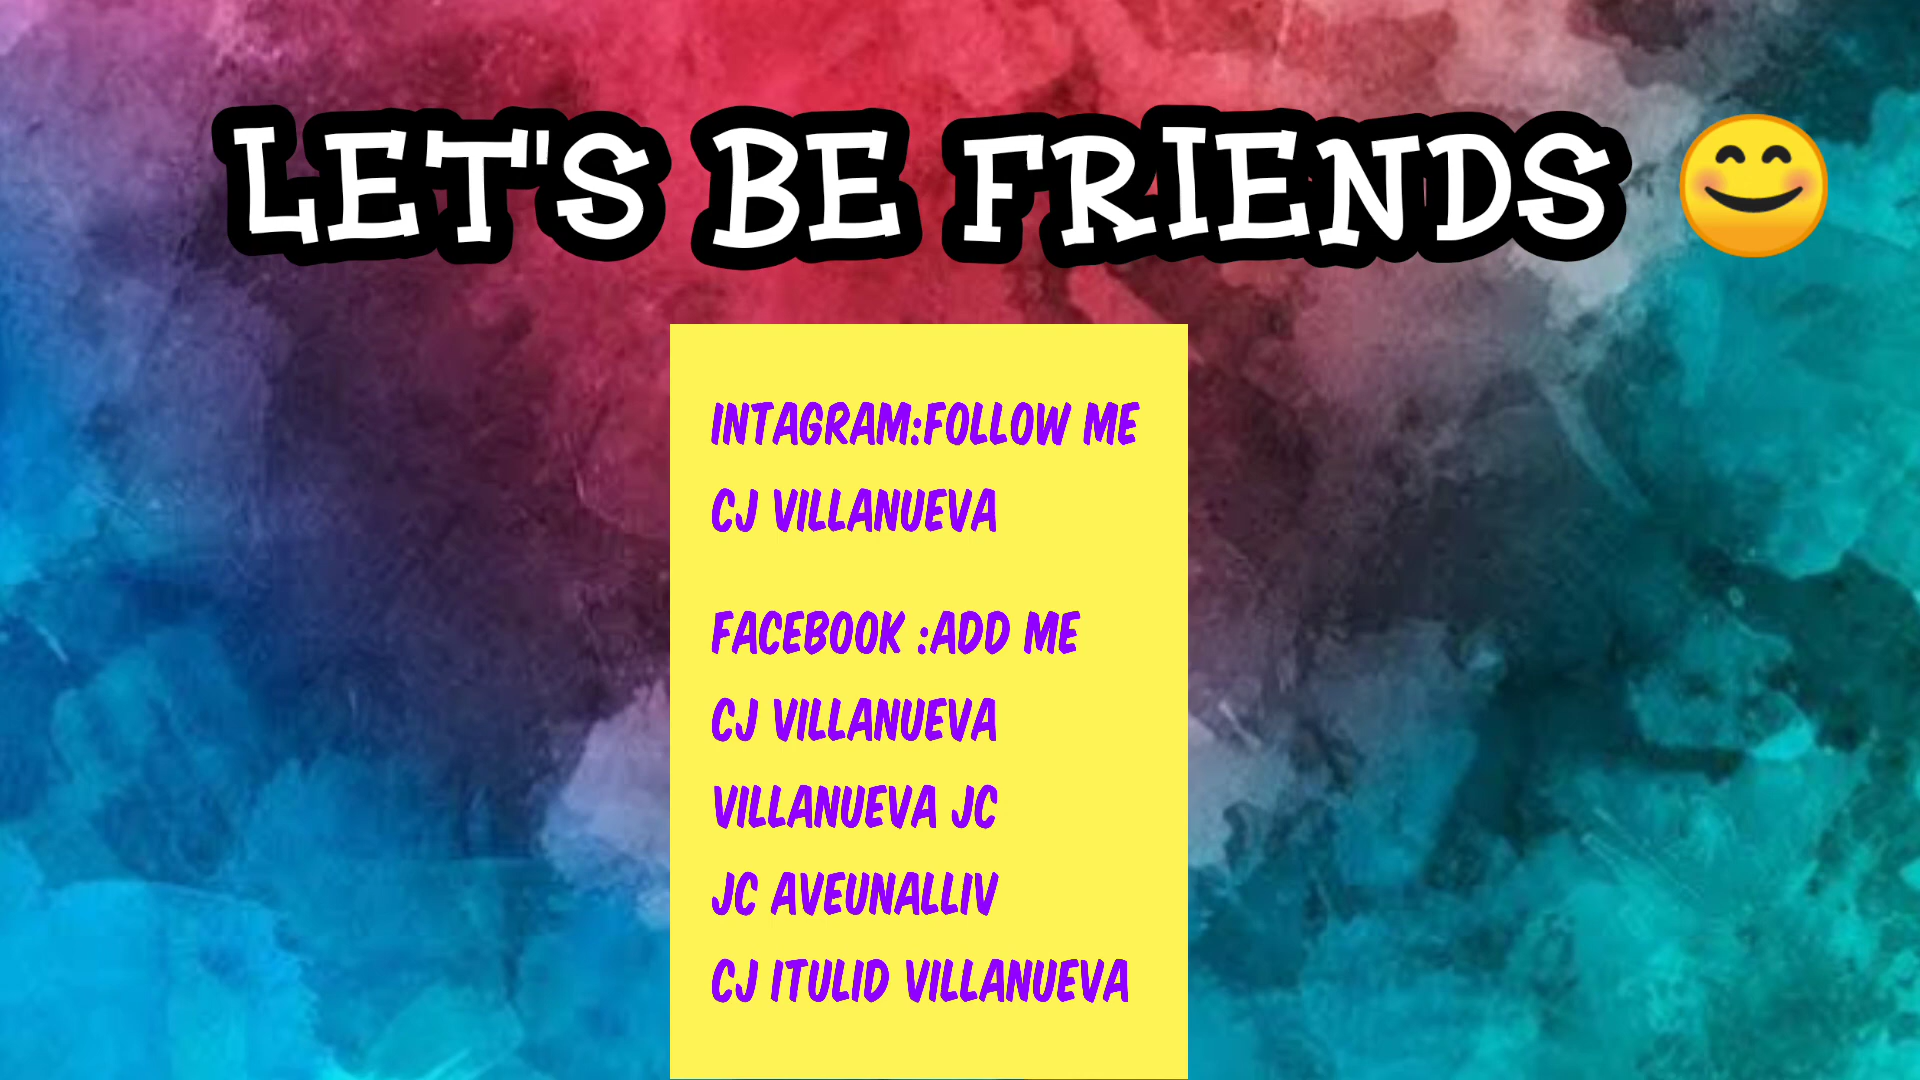 LET'S BE FRIENDS 😊
INTAGRAM:FOLLOW ME
CJ VILLANUEVA
FACEBOOK :ADD ME
CJ VILLANUEVA
VILLANUEVA JC
JC AVEUNALLIV
CJ ITULID VILLANUEVA